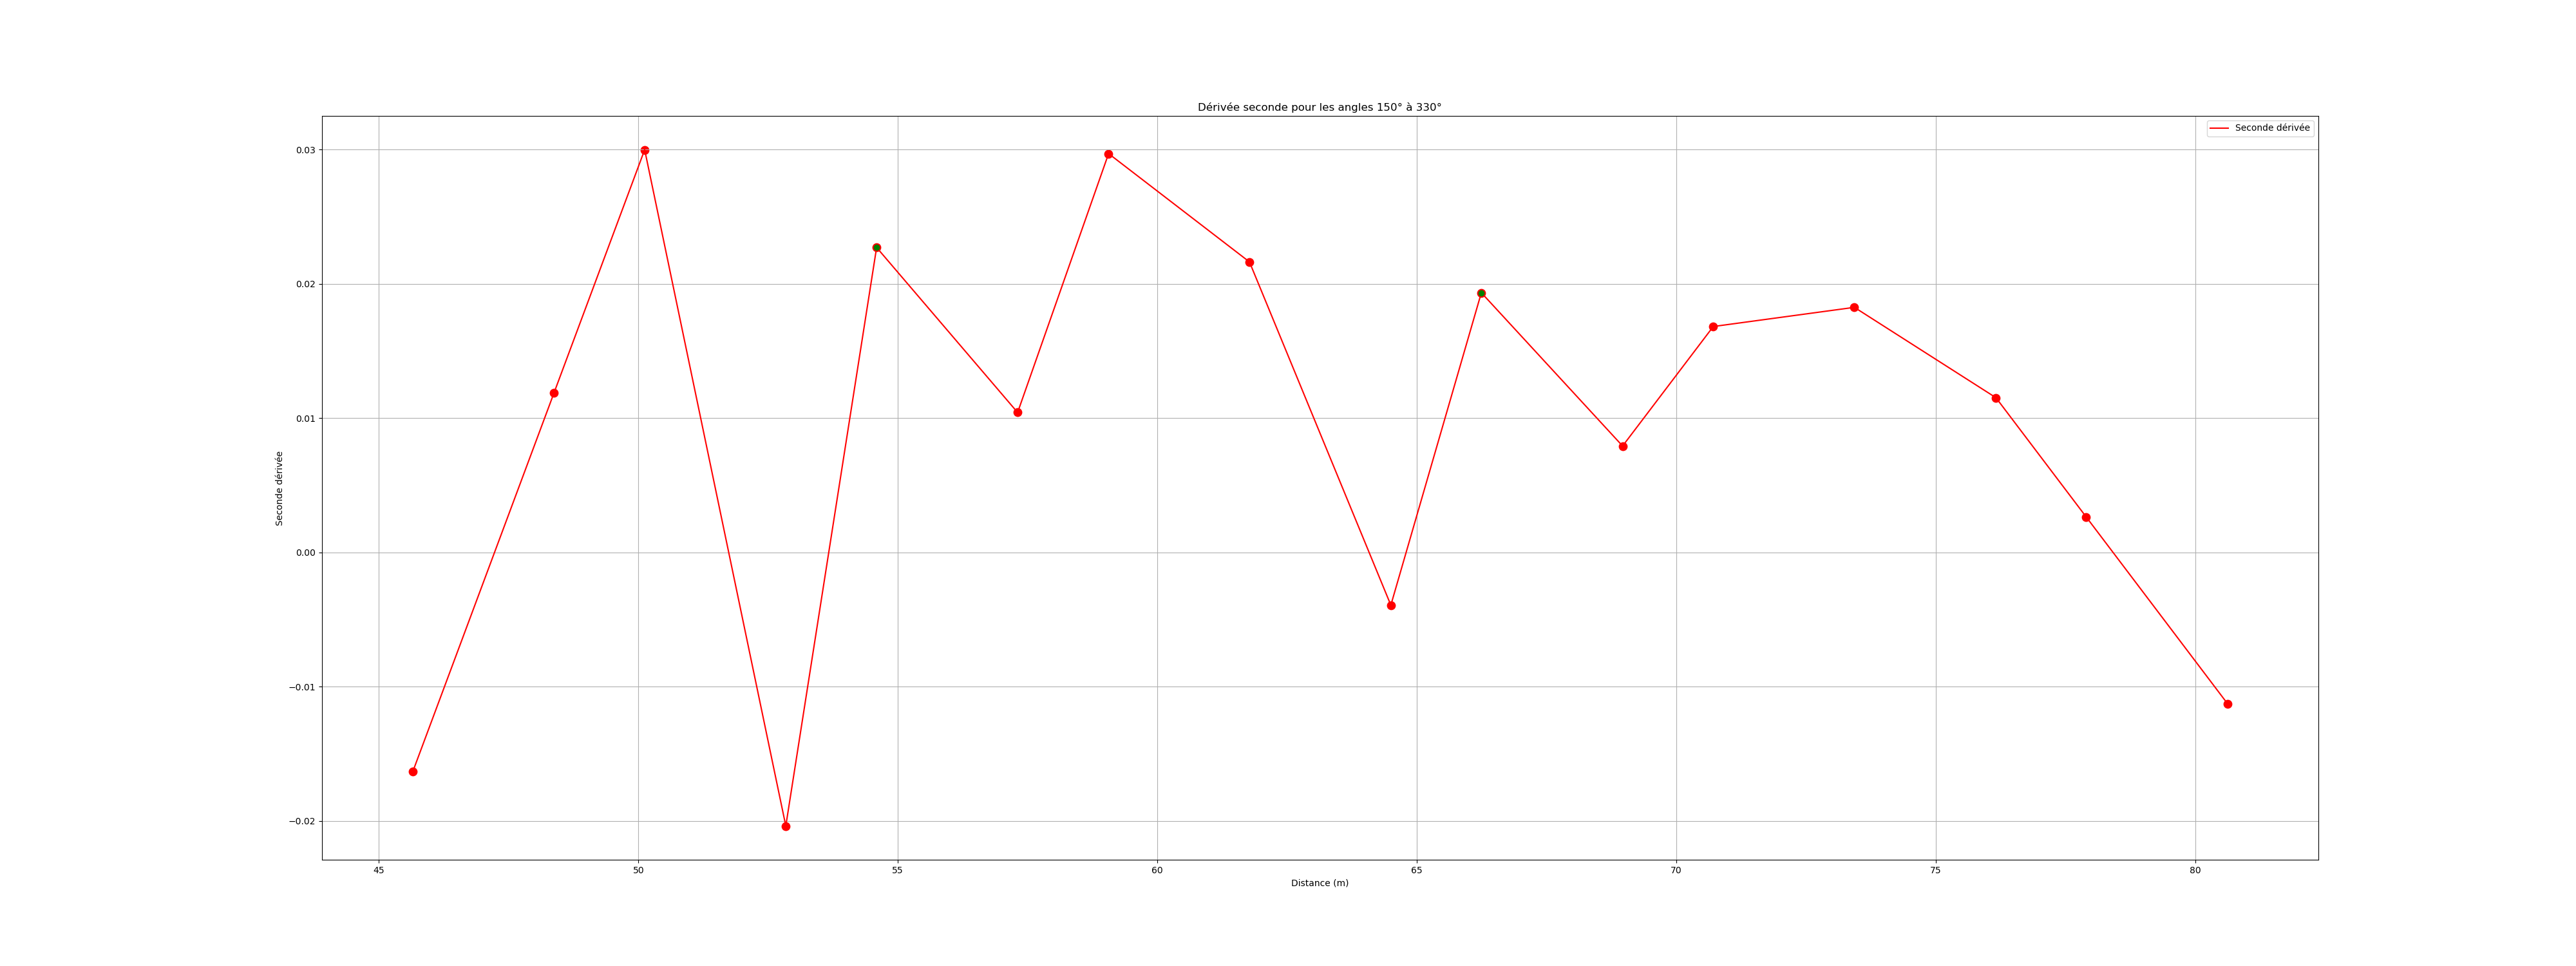 Dérivée seconde pour les angles 150° à 330°
Seconde dérivée
0.03
0.02
0.01
0.00
−0.01
−0.02
Seconde dérivée
45 50 55 60 65 70 75 80
Distance (m)